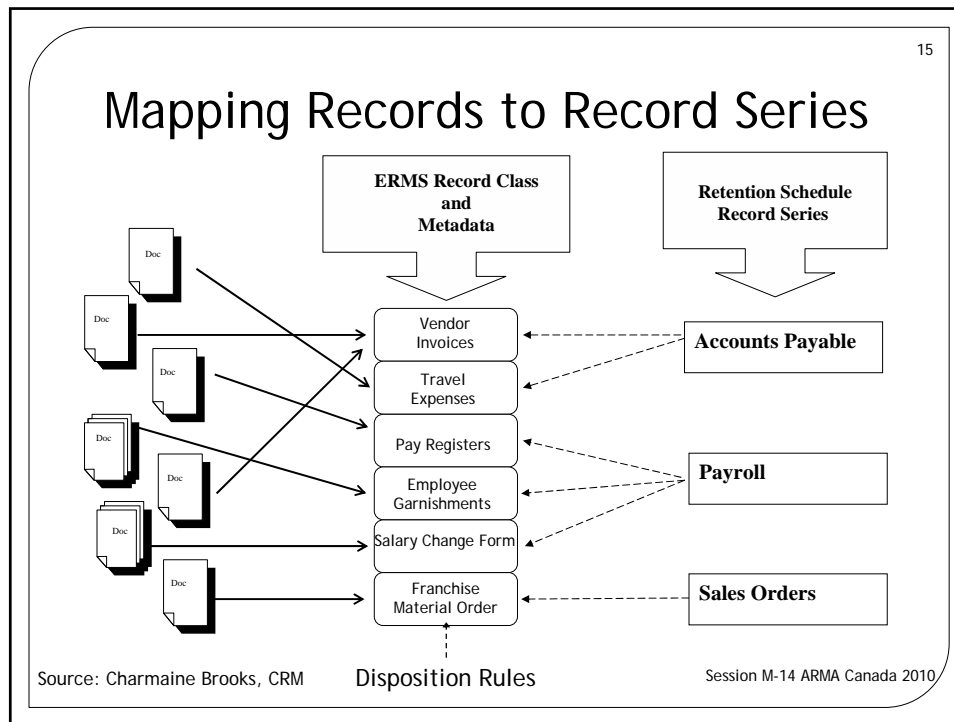 15
Mapping Records to Record Series
ERMS Record Class
and
Metadata
Retention Schedule
Record Series
Doc
Doc
Doc
Doc
Doc
Doc
Doc
Vendor
Invoices
Travel
Expenses
Pay Registers
Employee
Garnishments
Salary Change Form
Franchise
Material Order
Accounts Payable
Payroll
Sales Orders
Source: Charmaine Brooks, CRM
Disposition Rules
Session M-14 ARMA Canada 2010